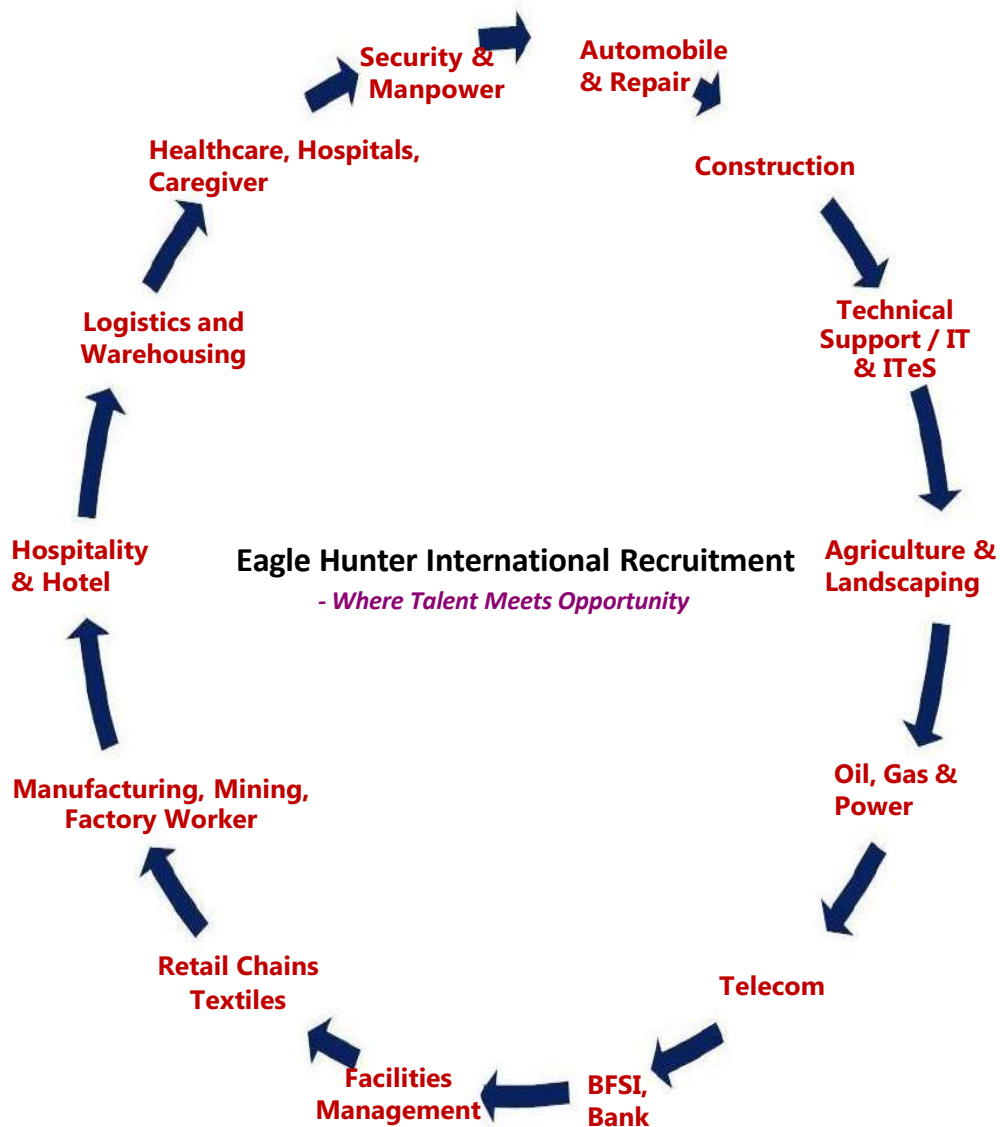 Security &
Manpower
Automobile
& Repair
Healthcare, Hospitals,
Caregiver
Construction
Logistics and
Warehousing
Technical
Support / IT
& ITeS
Hospitality
& Hotel
Eagle Hunter International Recruitment
- Where Talent Meets Opportunity
Agriculture &
Landscaping
Manufacturing, Mining,
Factory Worker
Oil, Gas &
Power
Retail Chains
Textiles
Telecom
Facilities
Management
BFSI,
Bank